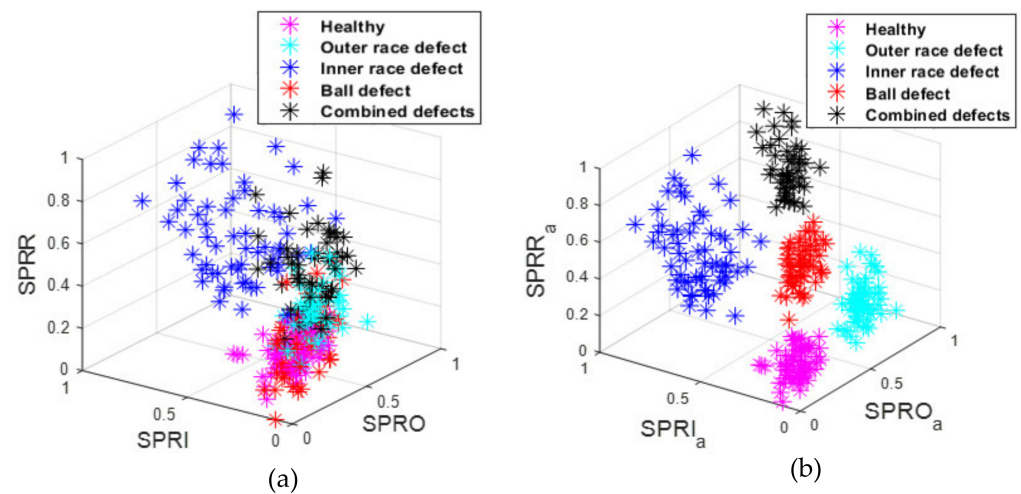 Healthy
Outer race defect
Inner race defect
Ball defect
Combined defects
1
0.8
0.6
0.4
0.2
0
1
0.5
0
0
0.5
1
SPRR
SPRI
SPRO
(a)
Healthy
Outer race defect
Inner race defect
Ball defect
Combined defects
1
0.8
0.6
0.4
0.2
0
1
0.5
0
0
0.5
1
SPRRa
SPRIa
SPROa
(b)